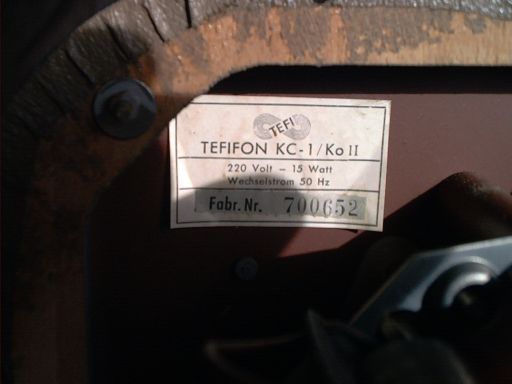 TEFI
TEFIFON KC-1/Ko II
220 Volt - 15 Watt
Wechselstrom 50 Hz
Fabr. Nr. 700652